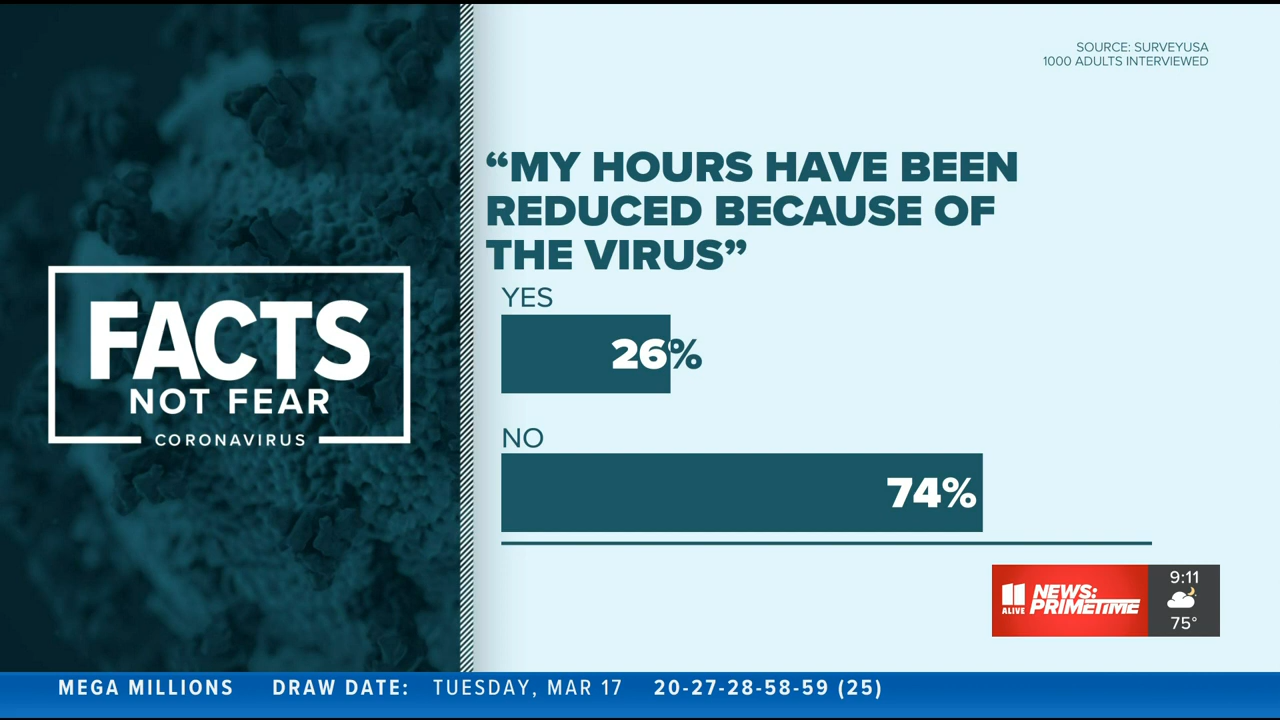 SOURCE: SURVEYUSA
1000 ADULTS INTERVIEWED
“MY HOURS HAVE BEEN
REDUCED BECAUSE OF
THE VIRUS”
YES
26%
NO
74%
FACTS
NOT FEAR
CORONAVIRUS
11 ALIVE
NEWS:
PRIMETIME
9:11
75°
MEGA MILLIONS DRAW DATE: TUESDAY, MAR 17 20-27-28-58-59 (25)